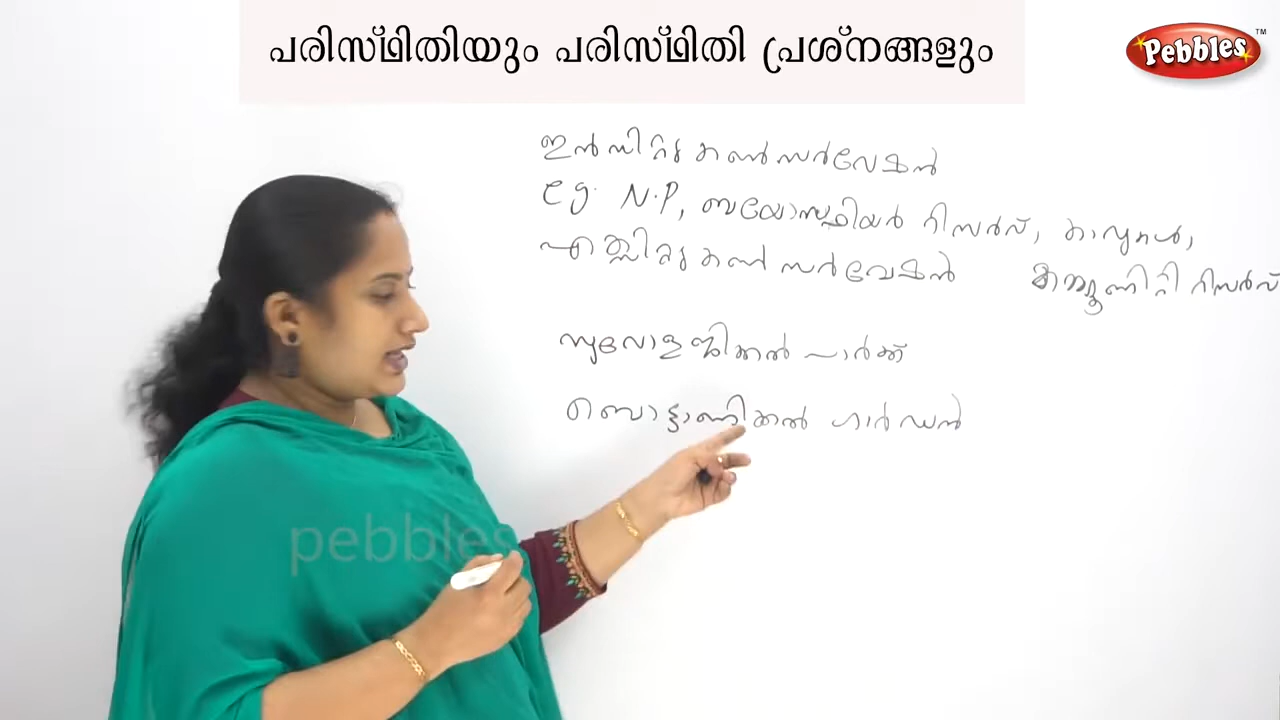 പരിസ്ഥിതിയും പരിസ്ഥിതി പ്രശ്നങ്ങളും
Pebbles™
ഇൻസിറ്റു കൺസർവേഷൻ
eg. N.P, ബയോസ്ഫിയർ റിസർവ്, കാവുകൾ,
കമ്മ്യൂണിറ്റി റിസർവ്
എക്സിറ്റു കൺസർവേഷൻ
സുവോളജിക്കൽ പാർക്ക്
ബൊട്ടാണിക്കൽ ഗാർഡൻ
pebbles